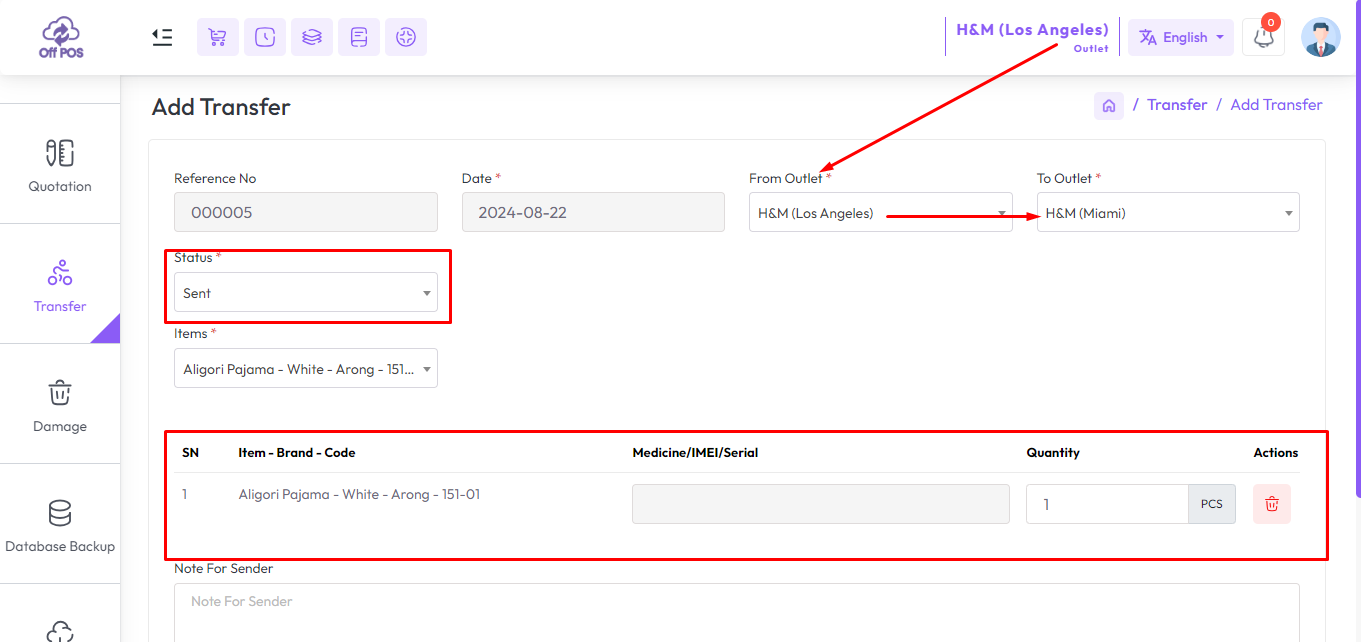 Off POS
H&M (Los Angeles)
Outlet
English
0
Add Transfer
/ Transfer / Add Transfer
Quotation
Transfer
Damage
Database Backup
Reference No
Date *
From Outlet *
To Outlet *
000005
2024-08-22
H&M (Los Angeles)
H&M (Miami)
Status *
Sent
Items *
Aligori Pajama - White - Arong - 151...
SN Item - Brand - Code Medicine/IMEI/Serial Quantity Actions
1 Aligori Pajama - White - Arong - 151-01 1 PCS
Note For Sender
Note For Sender